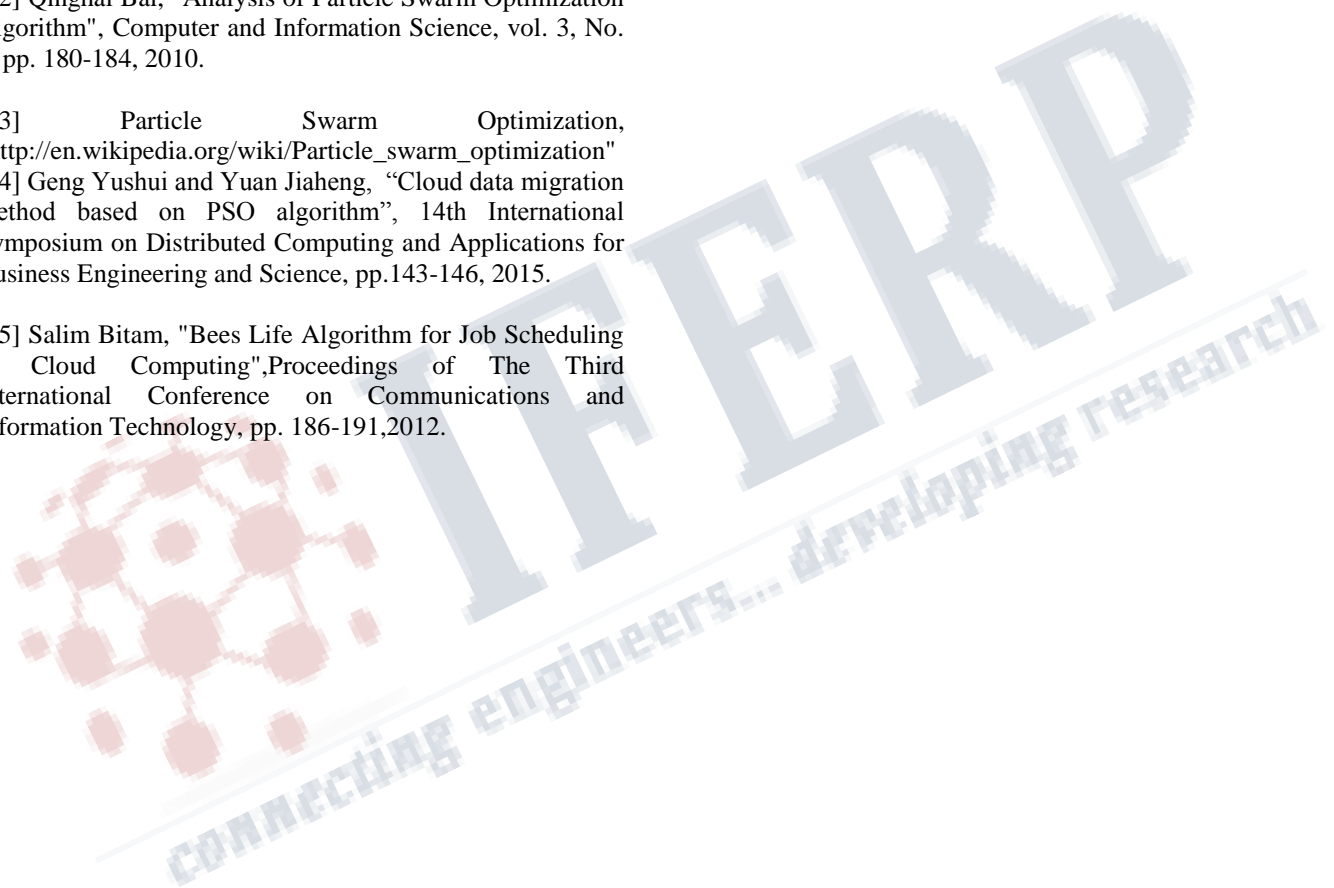 2] Qinghai Bai, "Analysis of Particle Swarm Optimization
gorithm", Computer and Information Science, vol. 3, No.
pp. 180-184, 2010.
3] Particle Swarm Optimization,
ttp://en.wikipedia.org/wiki/Particle_swarm_optimization"
4] Geng Yushui and Yuan Jiaheng, “Cloud data migration
ethod based on PSO algorithm”, 14th International
ymposium on Distributed Computing and Applications for
usiness Engineering and Science, pp.143-146, 2015.
5] Salim Bitam, "Bees Life Algorithm for Job Scheduling
Cloud Computing",Proceedings of The Third
ternational Conference on Communications and
formation Technology, pp. 186-191,2012.
IFERP
connecting engineers... developing research